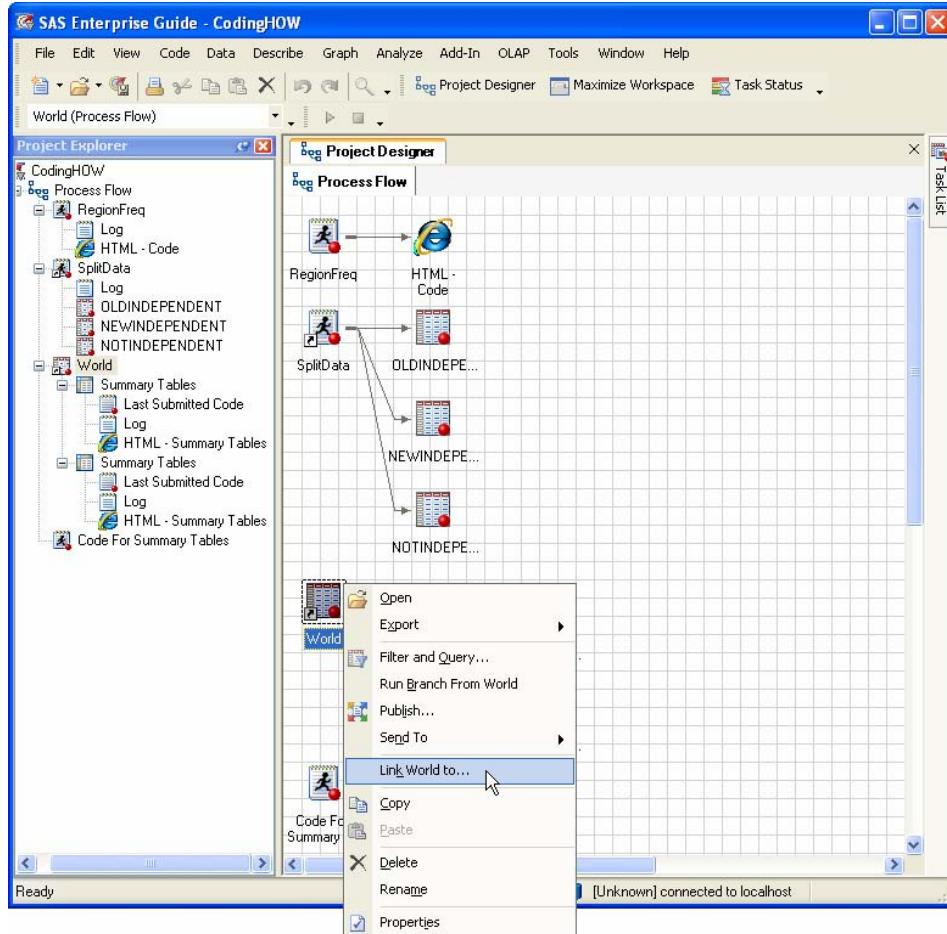 SAS Enterprise Guide - CodingHOW
File Edit View Code Data Describe Graph Analyze Add-In OLAP Tools Window Help
Project Designer Maximize Workspace Task Status
World (Process Flow)
Project Explorer
CodingHOW
Process Flow
RegionFreq
Log
HTML - Code
SplitData
Log
OLDINDEPENDENT
NEWINDEPENDENT
NOTINDEPENDENT
World
Summary Tables
Last Submitted Code
Log
HTML - Summary Tables
Summary Tables
Last Submitted Code
Log
HTML - Summary Tables
Code For Summary Tables
Project Designer
Process Flow
RegionFreq
HTML -
Code
SplitData
OLDINDEPE...
NEWINDEPE...
NOTINDEPE...
World
Code Fo
Summary
Open
Export
Filter and Query...
Run Branch From World
Publish...
Send To
Link World to...
Copy
Paste
Delete
Rename
Properties
Task List
Ready
[Unknown] connected to localhost